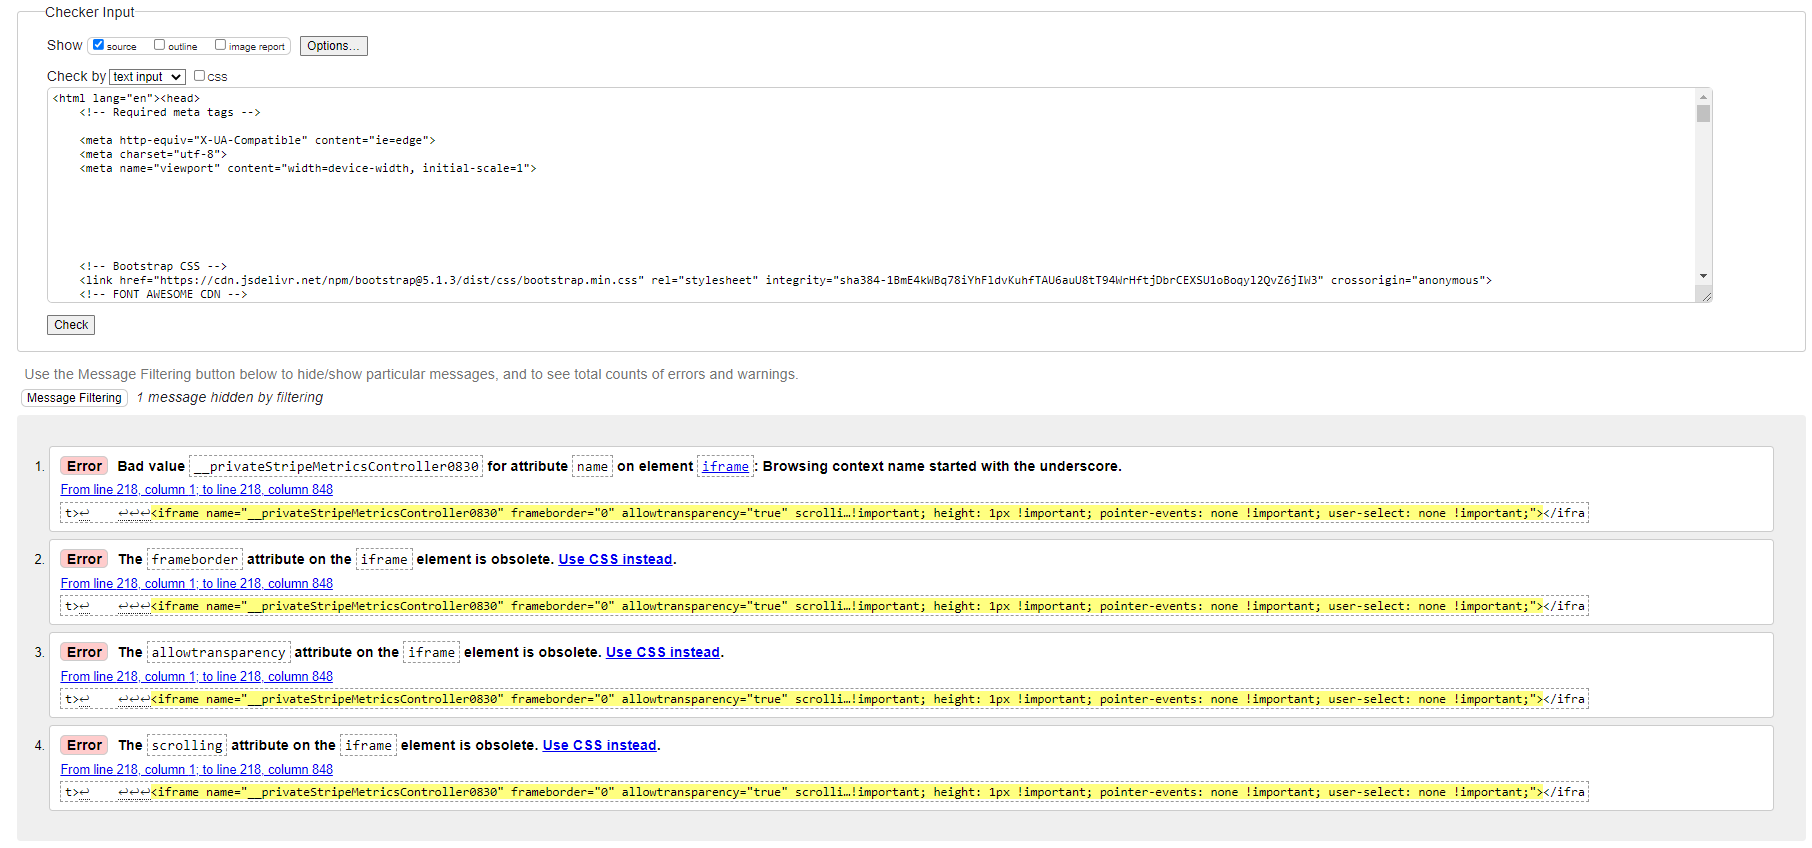 Checker Input
Show source outline image report Options...
Check by text input css
<html lang="en"><head>
<!-- Required meta tags -->
<meta http-equiv="X-UA-Compatible" content="ie=edge">
<meta charset="utf-8">
<meta name="viewport" content="width=device-width, initial-scale=1">
<!-- Bootstrap CSS -->
<link href="https://cdn.jsdelivr.net/npm/bootstrap@5.1.3/dist/css/bootstrap.min.css" rel="stylesheet" integrity="sha384-1BmE4kWBq78iYhFldvKuhfTAU6auU8tT94WrHftjDbrCEXSU1oBoqyl2QvZ6jIW3" crossorigin="anonymous">
<!-- FONT AWESOME CDN -->
Check
Use the Message Filtering button below to hide/show particular messages, and to see total counts of errors and warnings.
Message Filtering 1 message hidden by filtering
1. Error Bad value __privateStripeMetricsController0830 for attribute name on element iframe: Browsing context name started with the underscore.
From line 218, column 1; to line 218, column 848
t>↩ ↩↩↩<iframe name="__privateStripeMetricsController0830" frameborder="0" allowtransparency="true" scrolli…!important; height: 1px !important; pointer-events: none !important; user-select: none !important;"></ifra
2. Error The frameborder attribute on the iframe element is obsolete. Use CSS instead.
From line 218, column 1; to line 218, column 848
t>↩ ↩↩↩<iframe name="__privateStripeMetricsController0830" frameborder="0" allowtransparency="true" scrolli…!important; height: 1px !important; pointer-events: none !important; user-select: none !important;"></ifra
3. Error The allowtransparency attribute on the iframe element is obsolete. Use CSS instead.
From line 218, column 1; to line 218, column 848
t>↩ ↩↩↩<iframe name="__privateStripeMetricsController0830" frameborder="0" allowtransparency="true" scrolli…!important; height: 1px !important; pointer-events: none !important; user-select: none !important;"></ifra
4. Error The scrolling attribute on the iframe element is obsolete. Use CSS instead.
From line 218, column 1; to line 218, column 848
t>↩ ↩↩↩<iframe name="__privateStripeMetricsController0830" frameborder="0" allowtransparency="true" scrolli…!important; height: 1px !important; pointer-events: none !important; user-select: none !important;"></ifra